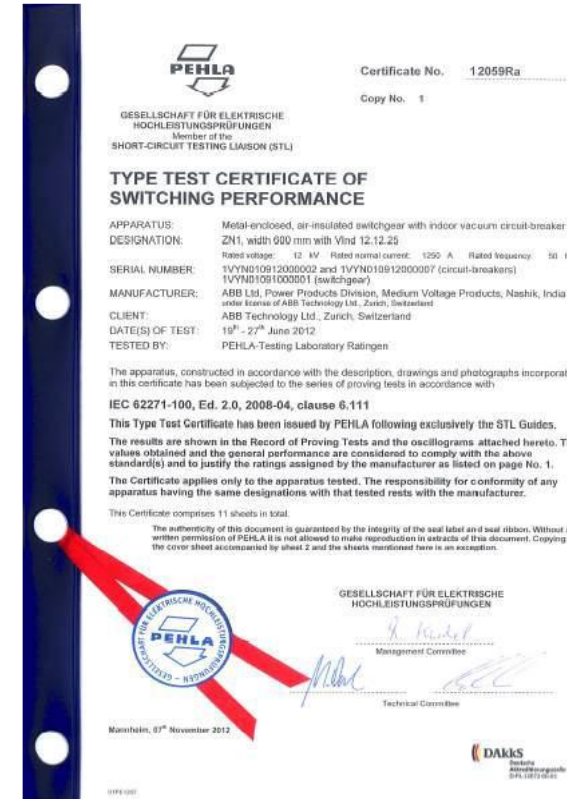 PEHLA
Certificate No. 12059Ra
Copy No. 1
GESELLSCHAFT FÜR ELEKTRISCHE
HOCHLEISTUNGSPRÜFUNGEN
Member of the
SHORT-CIRCUIT TESTING LIAISON (STL)
TYPE TEST CERTIFICATE OF
SWITCHING PERFORMANCE
APPARATUS: Metal-enclosed, air-insulated switchgear with indoor vacuum circuit-breaker
DESIGNATION: ZN1, width 600 mm with Vind 12.12.25
Rated voltage: 12 kV Rated normal current: 1250 A Rated frequency: 50
SERIAL NUMBER: 1VYN010912000002 and 1VYN010912000007 (circuit-breakers)
1VYN01091000001 (switchgear)
MANUFACTURER: ABB Ltd, Power Products Division, Medium Voltage Products, Nashik, India
under license of ABB Technology Ltd., Zurich, Switzerland
CLIENT: ABB Technology Ltd., Zurich, Switzerland
DATE(S) OF TEST: 19th - 27th June 2012
TESTED BY: PEHLA-Testing Laboratory Ratingen
The apparatus, constructed in accordance with the description, drawings and photographs incorporat
in this certificate has been subjected to the series of proving tests in accordance with
IEC 62271-100, Ed. 2.0, 2008-04, clause 6.111
This Type Test Certificate has been issued by PEHLA following exclusively the STL Guides.
The results are shown in the Record of Proving Tests and the oscillograms attached hereto. T
values obtained and the general performance are considered to comply with the above
standard(s) and to justify the ratings assigned by the manufacturer as listed on page No. 1.
The Certificate applies only to the apparatus tested. The responsibility for conformity of any
apparatus having the same designations with that tested rests with the manufacturer.
This Certificate comprises 11 sheets in total.
The authenticity of this document is guaranteed by the integrity of the seal label and seal ribbon. Without
written permission of PEHLA it is not allowed to make reproduction in extracts of this document. Copying
the cover sheet accompanied by sheet 2 and the sheets mentioned here is an exception.
GESELLSCHAFT FÜR ELEKTRISCHE
HOCHLEISTUNGSPRÜFUNGEN
GESELLSCHAFT FÜR ELEKTRISCHE HOCHLEISTUNGSPRÜFUNGEN
PEHLA
Management Committee
Technical Committee
Mannheim, 07th November 2012
DAkkS
Deutsche
Akkreditierungsstelle